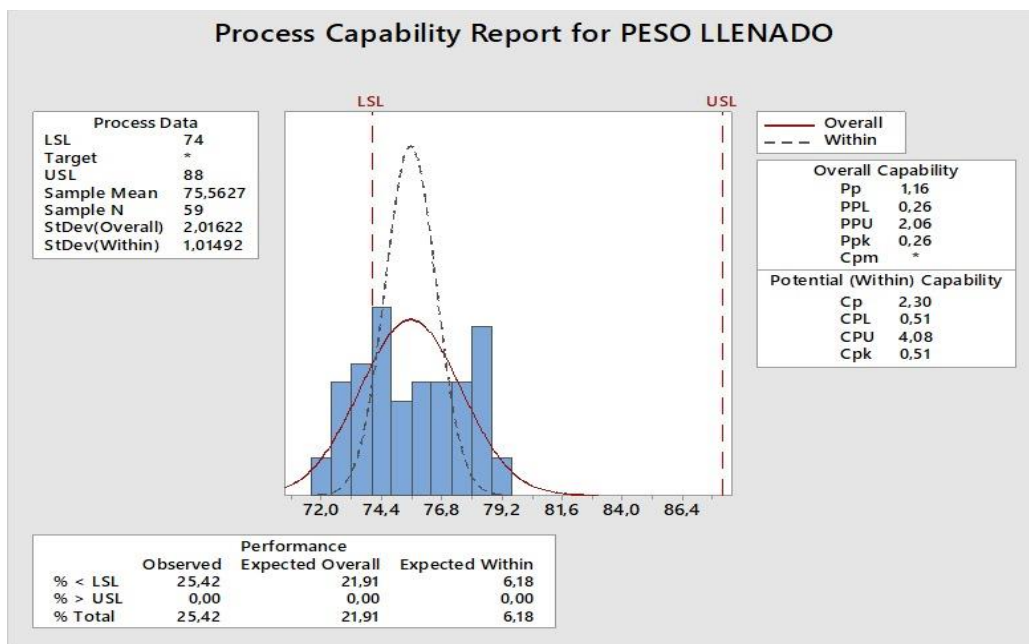 Process Capability Report for PESO LLENADO
LSL
USL
Process Data
LSL 74
Target *
USL 88
Sample Mean 75,5627
Sample N 59
StDev(Overall) 2,01622
StDev(Within) 1,01492
Overall
Within
Overall Capability
Pp 1,16
PPL 0,26
PPU 2,06
Ppk 0,26
Cpm *
Potential (Within) Capability
Cp 2,30
CPL 0,51
CPU 4,08
Cpk 0,51
72,0 74,4 76,8 79,2 81,6 84,0 86,4
Performance
Observed Expected Overall Expected Within
% < LSL 25,42 21,91 6,18
% > USL 0,00 0,00 0,00
% Total 25,42 21,91 6,18